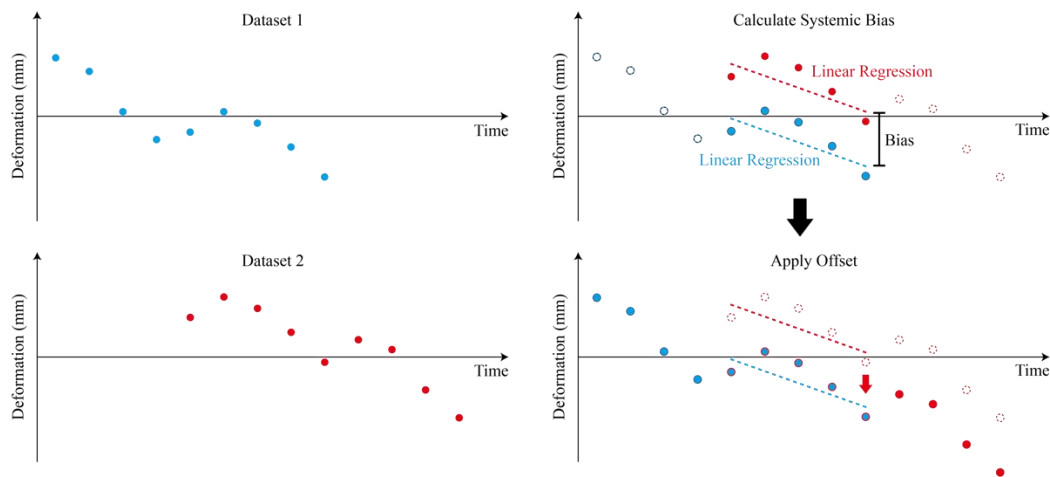 Dataset 1
Deformation (mm)
Time
Calculate Systemic Bias
Deformation (mm)
Linear Regression
Time
Bias
Linear Regression
Dataset 2
Deformation (mm)
Time
Apply Offset
Deformation (mm)
Time